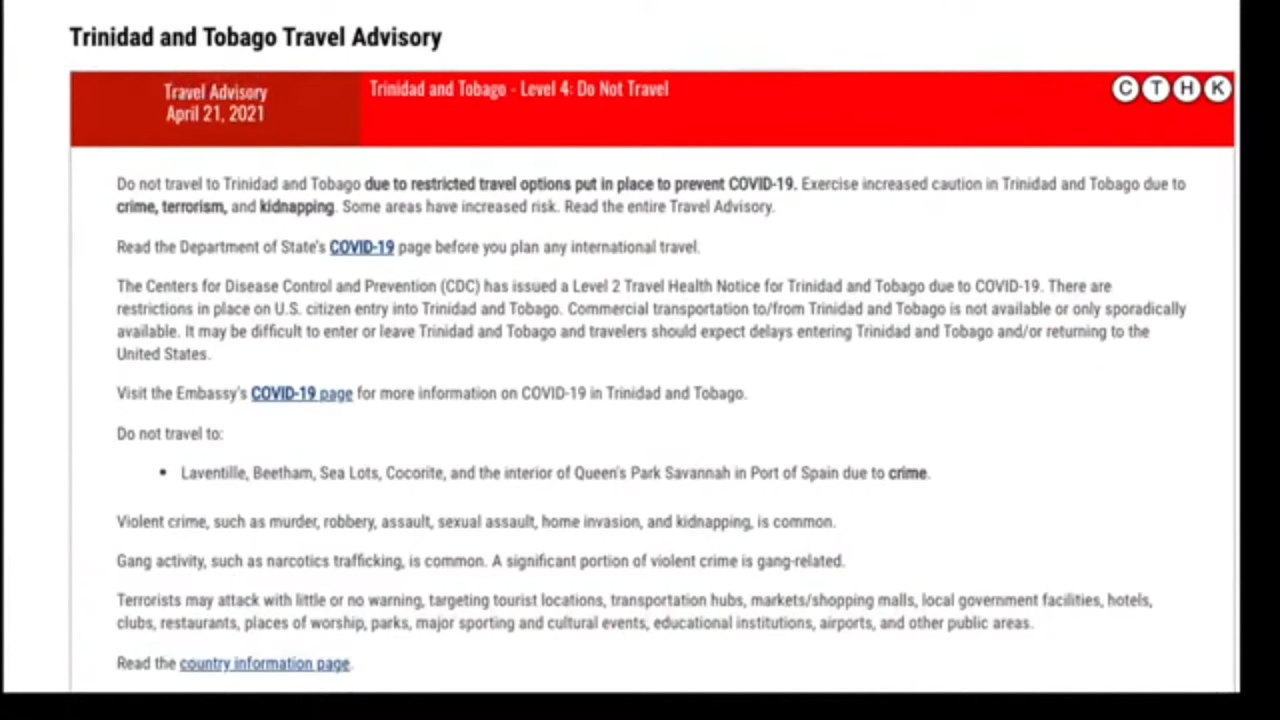 Trinidad and Tobago Travel Advisory
Travel Advisory
April 21, 2021
Trinidad and Tobago - Level 4: Do Not Travel
C T H K
Do not travel to Trinidad and Tobago due to restricted travel options put in place to prevent COVID-19. Exercise increased caution in Trinidad and Tobago due to
crime, terrorism, and kidnapping. Some areas have increased risk. Read the entire Travel Advisory.
Read the Department of State's COVID-19 page before you plan any international travel.
The Centers for Disease Control and Prevention (CDC) has issued a Level 2 Travel Health Notice for Trinidad and Tobago due to COVID-19. There are
restrictions in place on U.S. citizen entry into Trinidad and Tobago. Commercial transportation to/from Trinidad and Tobago is not available or only sporadically
available. It may be difficult to enter or leave Trinidad and Tobago and travelers should expect delays entering Trinidad and Tobago and/or returning to the
United States.
Visit the Embassy's COVID-19 page for more information on COVID-19 in Trinidad and Tobago.
Do not travel to:
• Laventille, Beetham, Sea Lots, Cocorite, and the interior of Queen's Park Savannah in Port of Spain due to crime.
Violent crime, such as murder, robbery, assault, sexual assault, home invasion, and kidnapping, is common.
Gang activity, such as narcotics trafficking, is common. A significant portion of violent crime is gang-related.
Terrorists may attack with little or no warning, targeting tourist locations, transportation hubs, markets/shopping malls, local government facilities, hotels,
clubs, restaurants, places of worship, parks, major sporting and cultural events, educational institutions, airports, and other public areas.
Read the country information page.